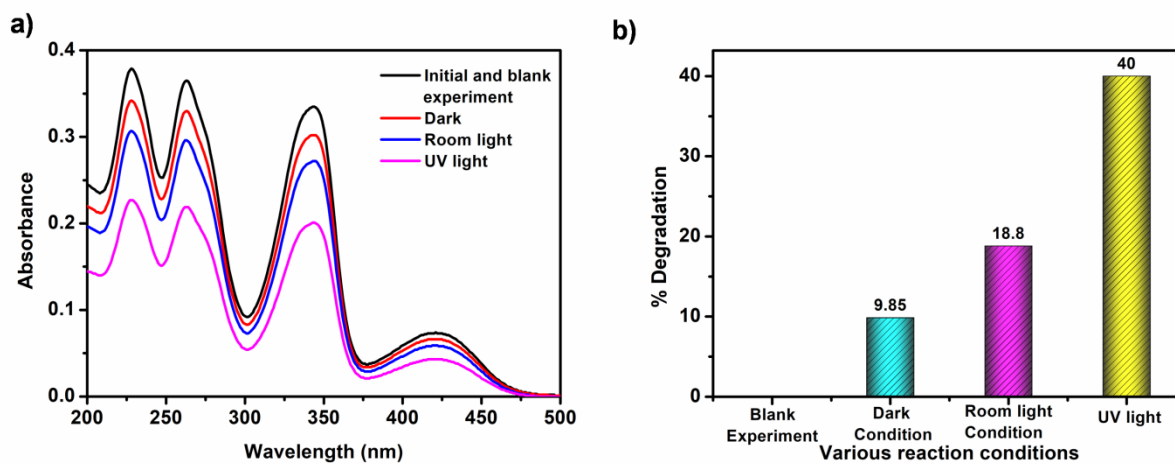 a)
0.4
0.3
0.2
0.1
0.0
Absorbance
Initial and blank
experiment
Dark
Room light
UV light
200 250 300 350 400 450 500
Wavelength (nm)
b)
40
30
20
10
0
% Degradation
9.85
18.8
40
Blank
Experiment
Dark
Condition
Room light
Condition
UV light
Various reaction conditions